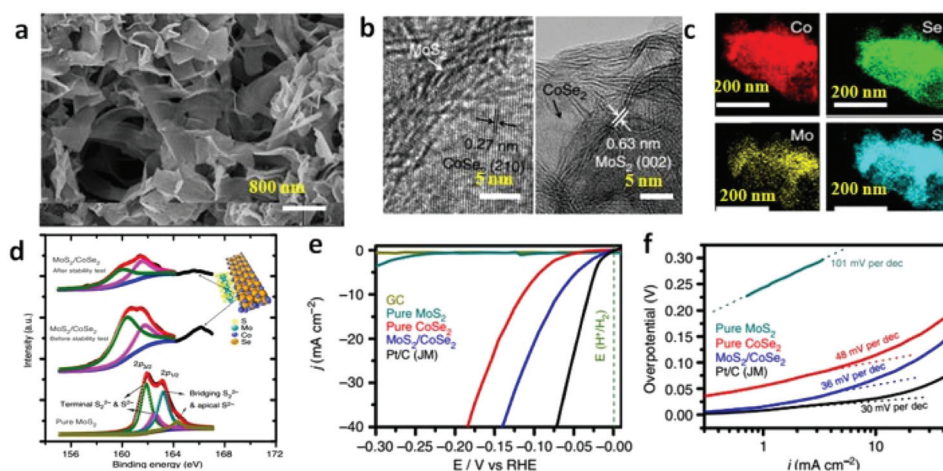 a
800 nm
b
MoS₂
0.27 nm
CoSe₂ (210)
5 nm
CoSe₂
0.63 nm
MoS₂ (002)
5 nm
c
Co
200 nm
Se
200 nm
Mo
200 nm
S
200 nm
d
MoS₂/CoSe₂
After stability test
S
Mo
Co
Se
MoS₂/CoSe₂
Before stability test
2p₃/₂
2p₁/₂
Terminal S₂²⁻ & S²⁻
Bridging S₂²⁻
& apical S²⁻
Pure MoS₂
Intensity (a.u.)
156 160 164 168 172
Binding energy (eV)
e
0
−10
−20
−30
−40
j (mA cm⁻²)
GC
Pure MoS₂
Pure CoSe₂
MoS₂/CoSe₂
Pt/C (JM)
E (H⁺/H₂)
−0.30 −0.25 −0.20 −0.15 −0.10 −0.05 0.00
E / V vs RHE
f
0.30
0.25
0.20
0.15
0.10
0.05
0.00
Overpotential (V)
101 mV per dec
Pure MoS₂
Pure CoSe₂
MoS₂/CoSe₂
Pt/C (JM)
48 mV per dec
36 mV per dec
30 mV per dec
1 10
j (mA cm⁻²)